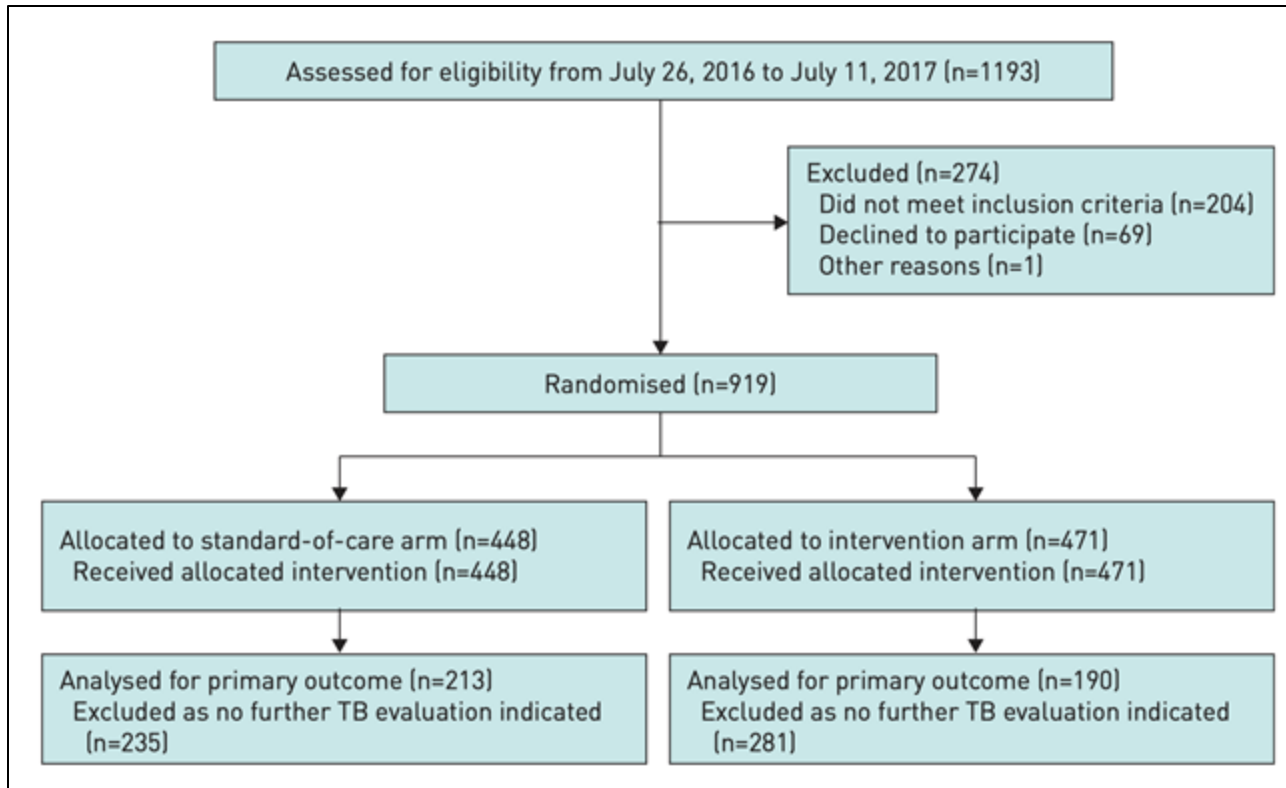 Assessed for eligibility from July 26, 2016 to July 11, 2017 (n=1193)
Excluded (n=274)
Did not meet inclusion criteria (n=204)
Declined to participate (n=69)
Other reasons (n=1)
Randomised (n=919)
Allocated to standard-of-care arm (n=448)
Received allocated intervention (n=448)
Allocated to intervention arm (n=471)
Received allocated intervention (n=471)
Analysed for primary outcome (n=213)
Excluded as no further TB evaluation indicated
(n=235)
Analysed for primary outcome (n=190)
Excluded as no further TB evaluation indicated
(n=281)